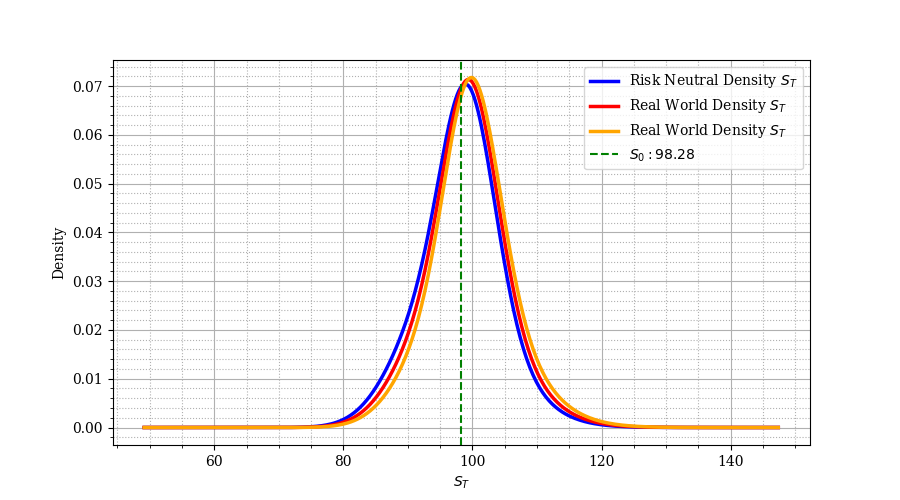 Risk Neutral Density S_T
Real World Density S_T
Real World Density S_T
S_0 : 98.28
0.07
0.06
0.05
0.04
0.03
0.02
0.01
0.00
Density
60 80 100 120 140
S_T